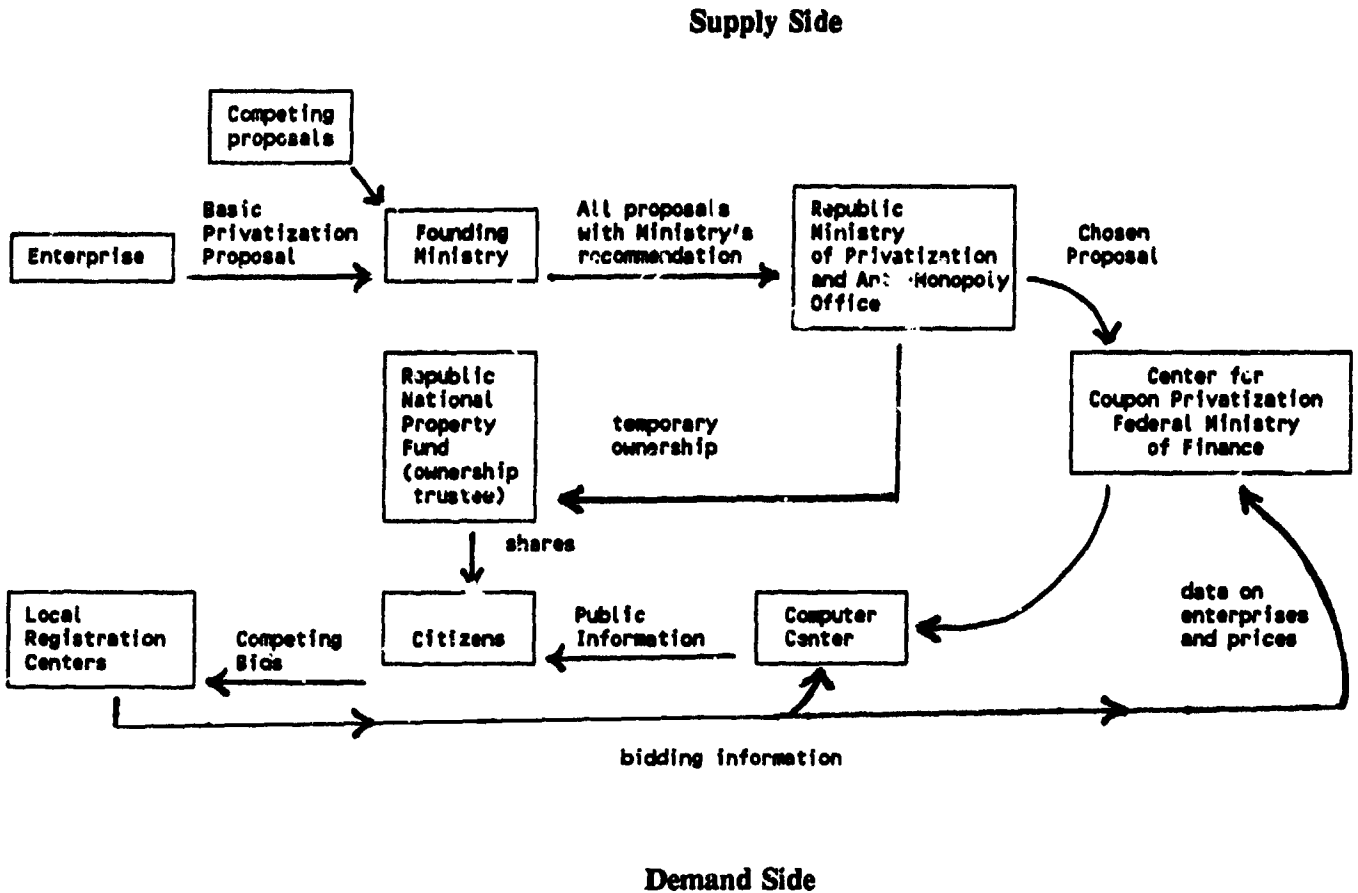 Supply Side
Competing
proposals
Basic
Privatization
Proposal
Enterprise
Founding
Ministry
All proposals
with Ministry's
recommendation
Republic
Ministry
of Privatization
and Anti-Monopoly
Office
Chosen
Proposal
Center for
Coupon Privatization
Federal Ministry
of Finance
Republic
National
Property
Fund
(ownership
trustee)
temporary
ownership
shares
Local
Registration
Centers
Competing
Bids
Citizens
Public
Information
Computer
Center
data on
enterprises
and prices
bidding information
Demand Side